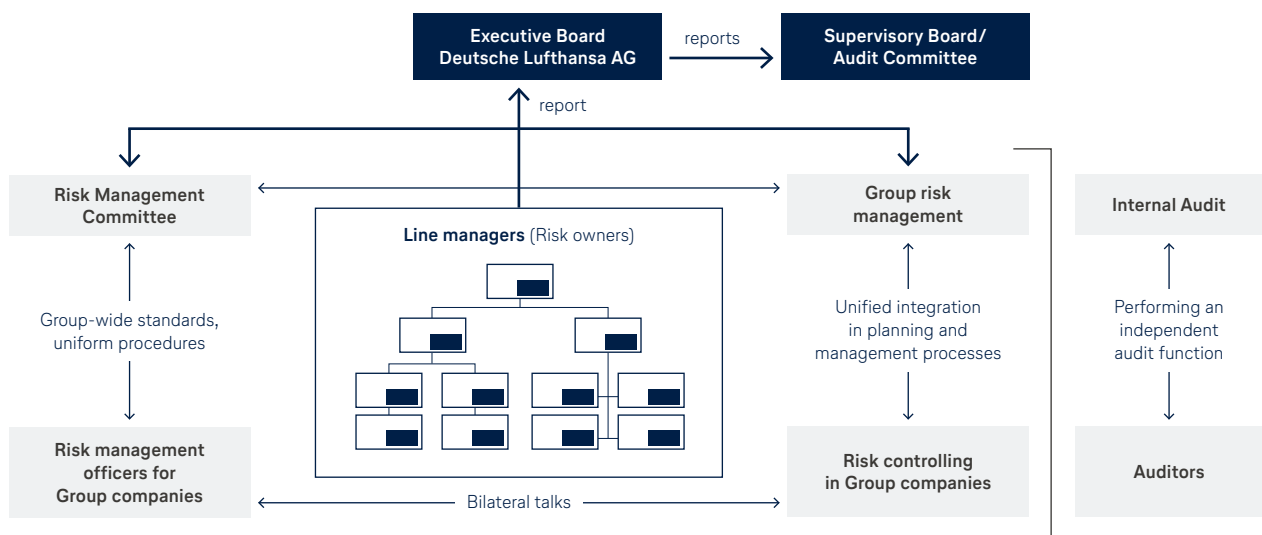 Executive Board
Deutsche Lufthansa AG
reports
Supervisory Board/
Audit Committee
report
Risk Management
Committee
Group risk
management
Internal Audit
Line managers (Risk owners)
Group-wide standards,
uniform procedures
Unified integration
in planning and
management processes
Performing an
independent
audit function
Risk management
officers for
Group companies
Bilateral talks
Risk controlling
in Group companies
Auditors